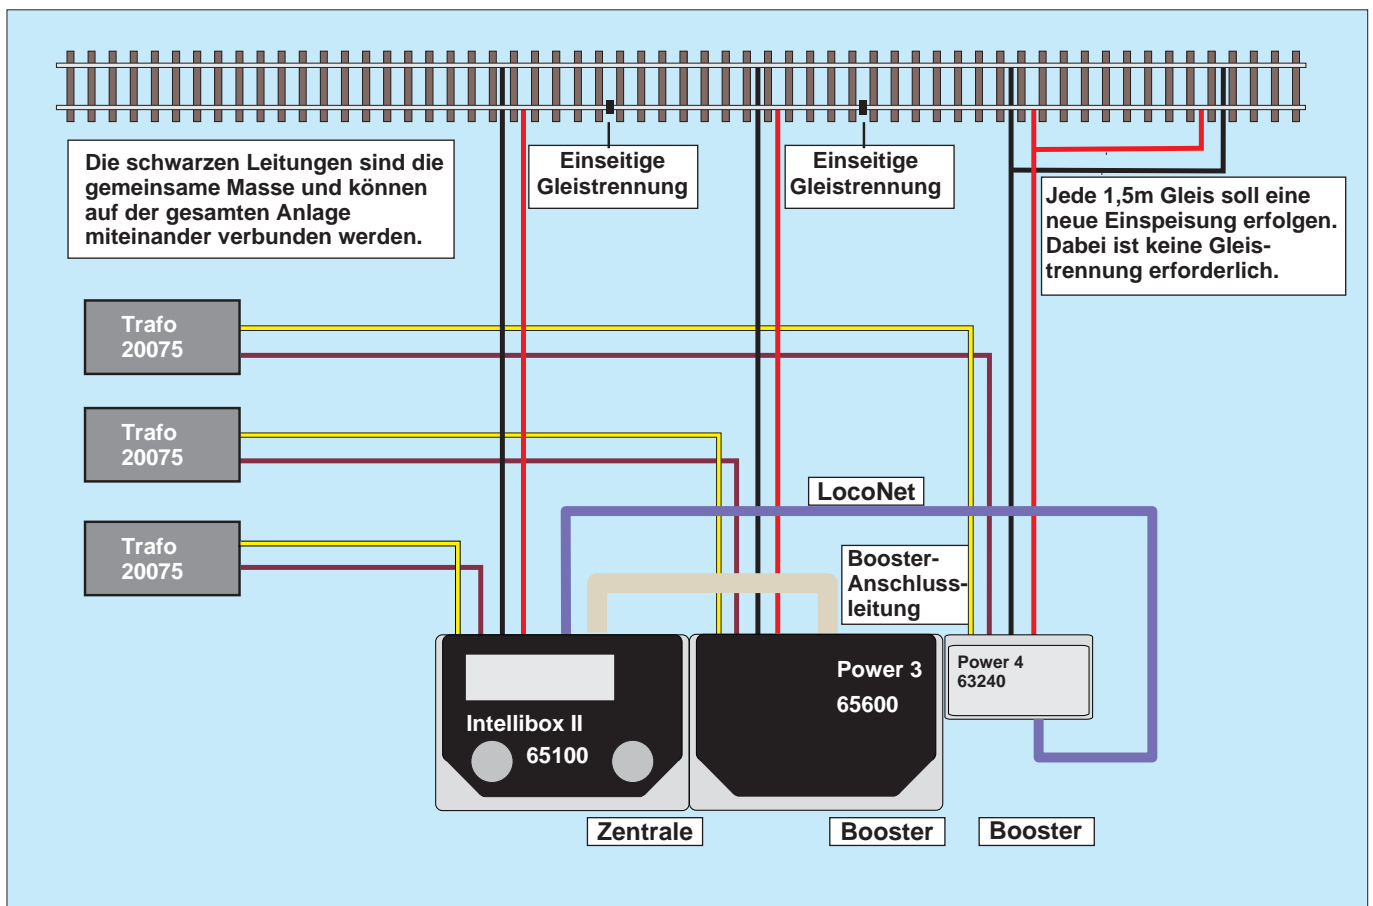 Die schwarzen Leitungen sind die
gemeinsame Masse und können
auf der gesamten Anlage
miteinander verbunden werden.
Einseitige
Gleistrennung
Einseitige
Gleistrennung
Jede 1,5m Gleis soll eine
neue Einspeisung erfolgen.
Dabei ist keine Gleis-
trennung erforderlich.
Trafo
20075
Trafo
20075
Trafo
20075
LocoNet
Booster-
Anschluss-
leitung
Intellibox II
65100
Power 3
65600
Power 4
63240
Zentrale
Booster
Booster